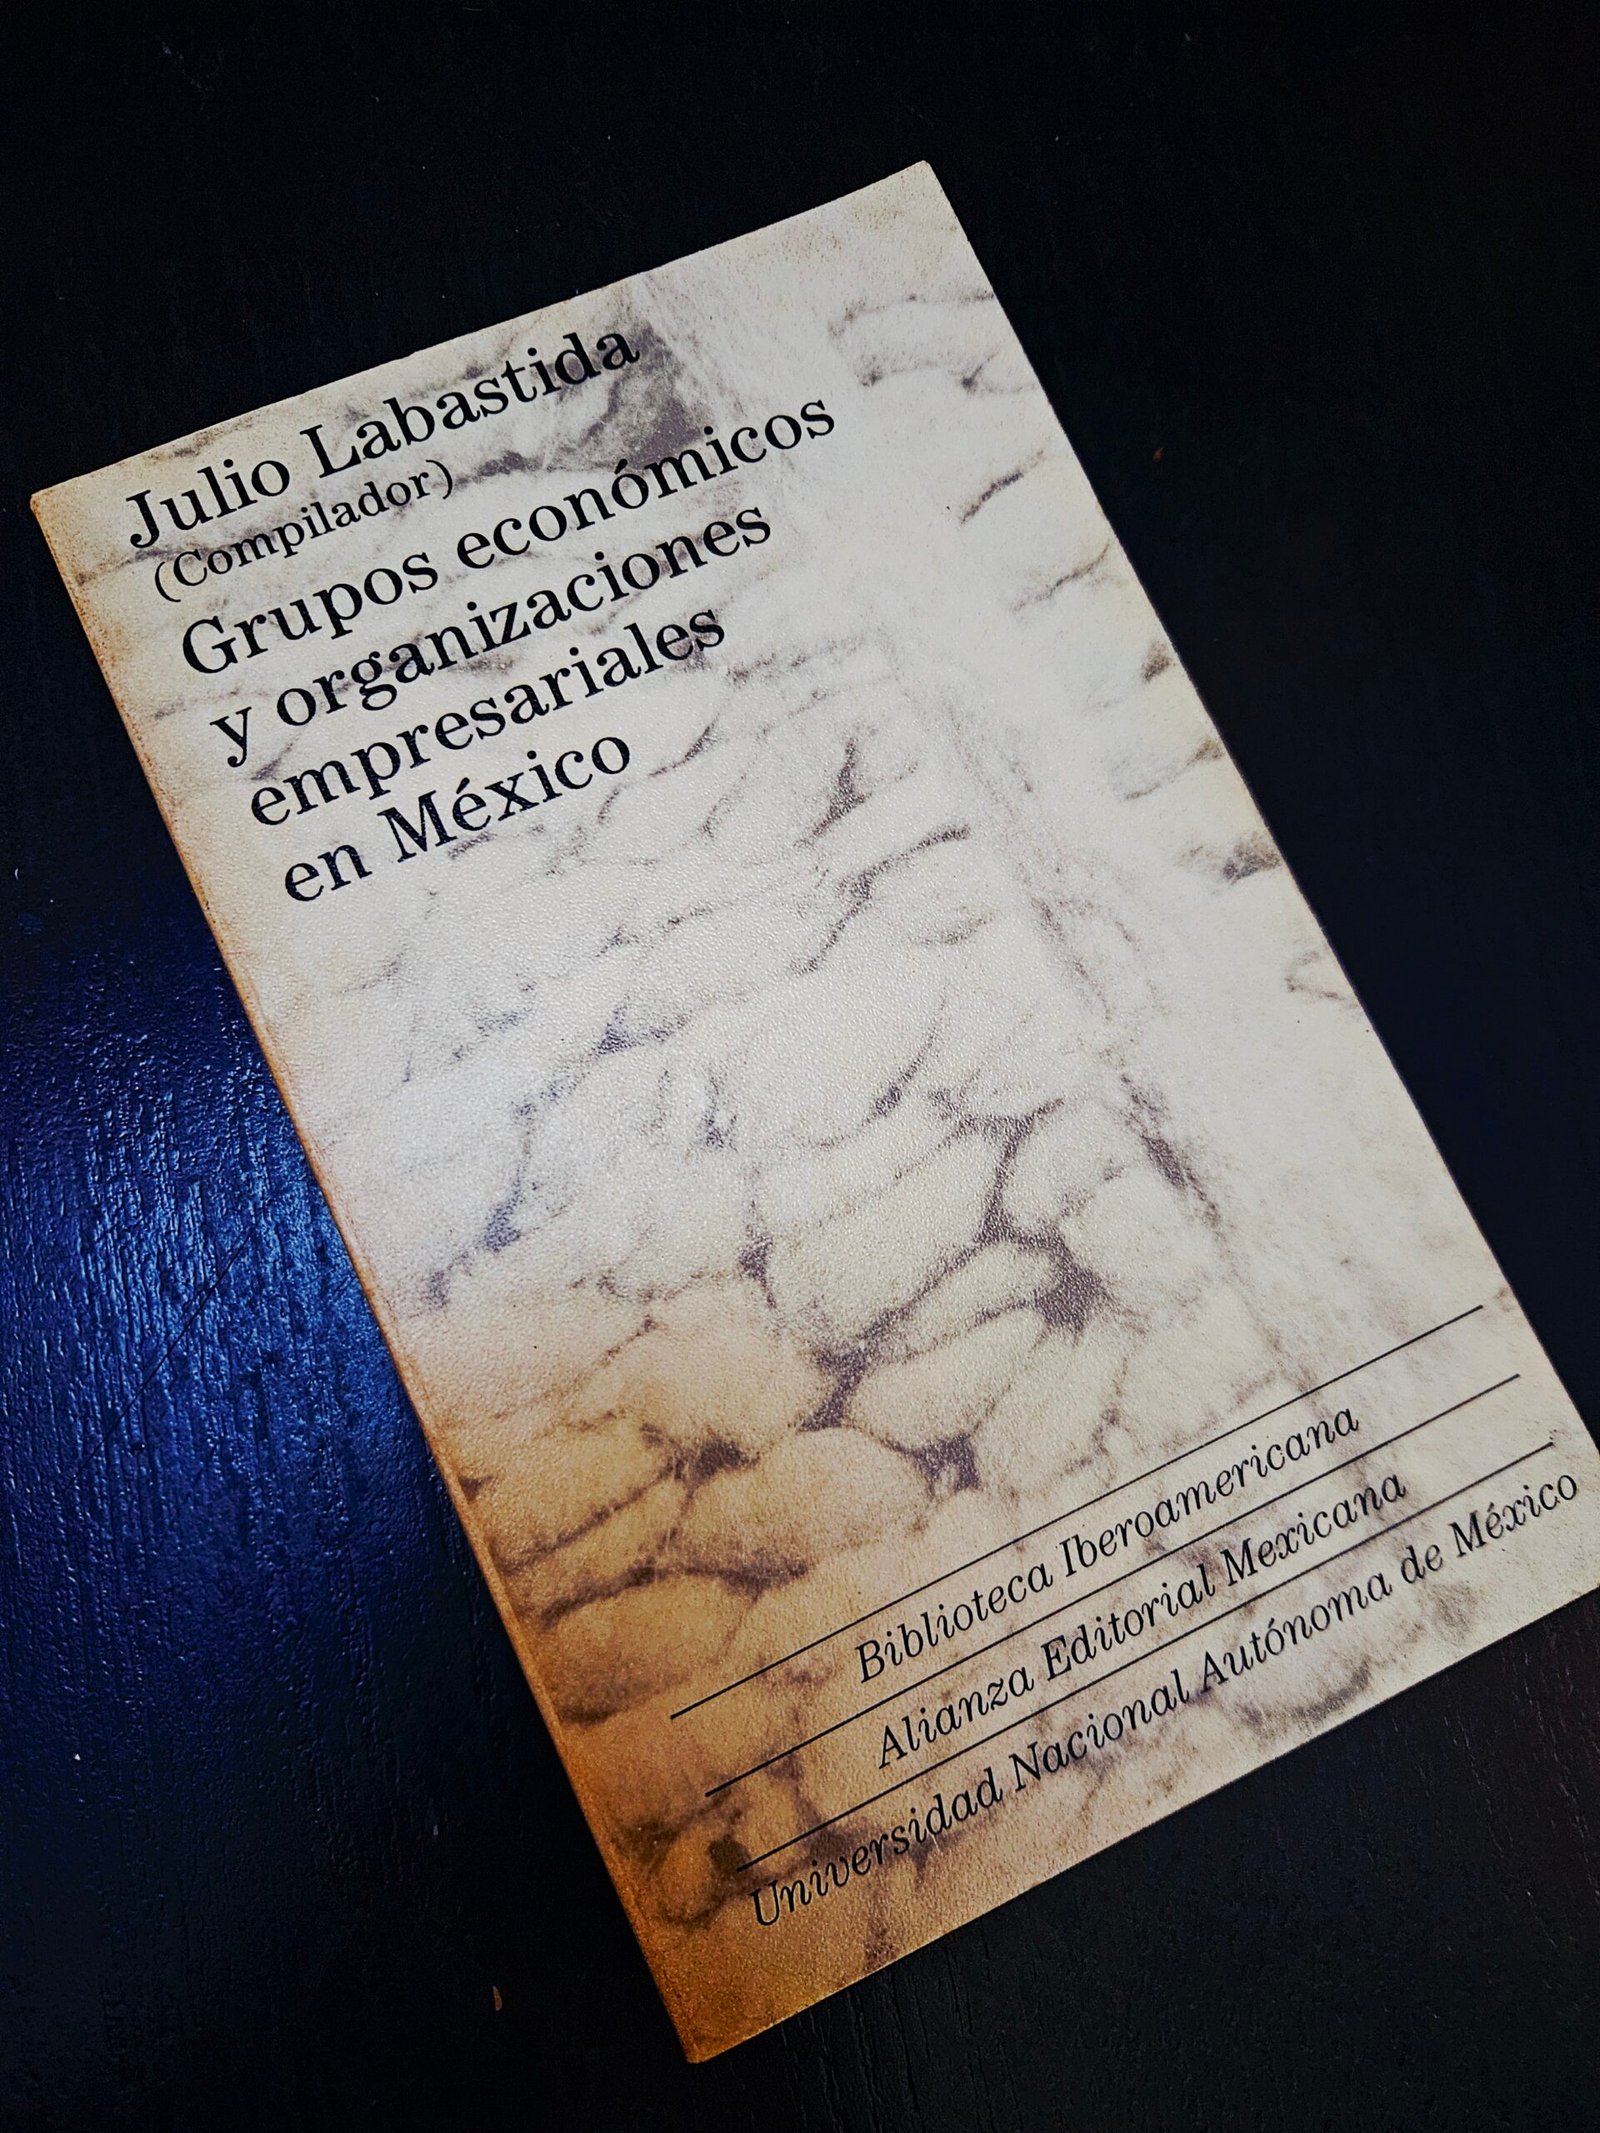 Julio Labastida
(Compilador)
Grupos económicos
y organizaciones
empresariales
en México
Biblioteca Iberoamericana
Alianza Editorial Mexicana
Universidad Nacional Autónoma de México